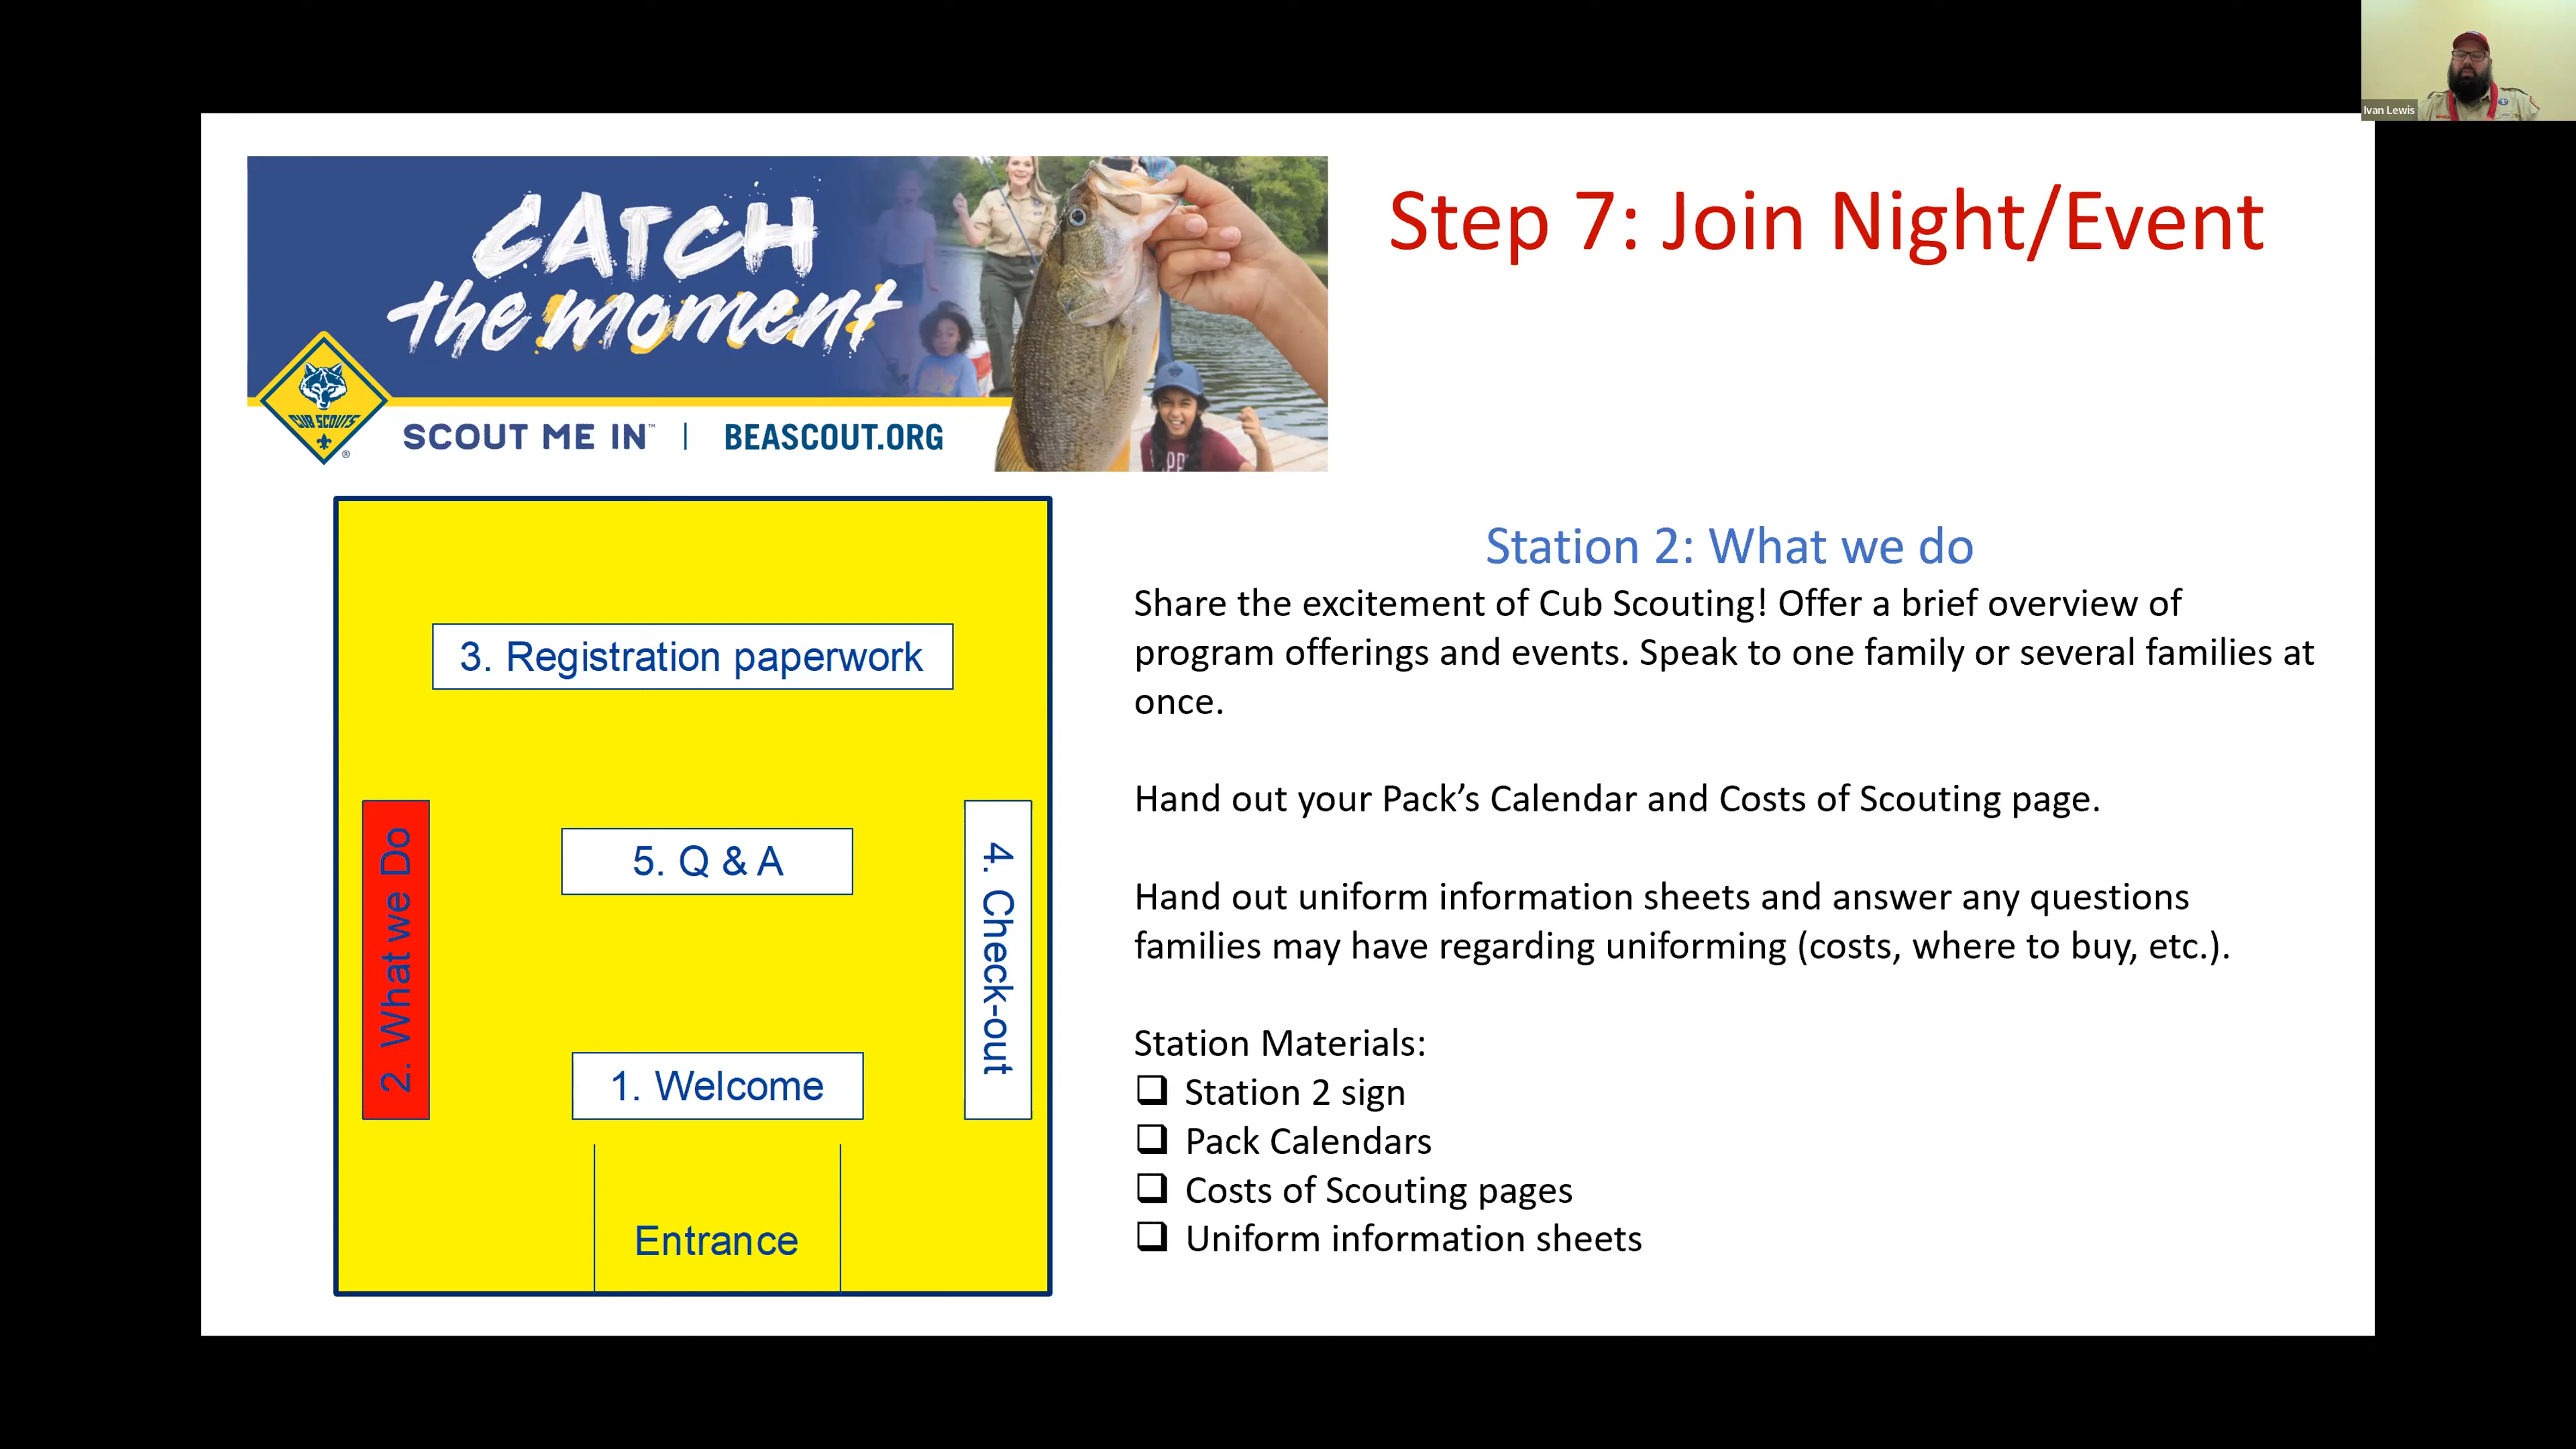 Ivan Lewis
CATCH
the moment
CUB SCOUTS
®
SCOUT ME IN™ | BEASCOUT.ORG
Step 7: Join Night/Event
3. Registration paperwork
2. What we Do
5. Q & A
4. Check-out
1. Welcome
Entrance
Station 2: What we do
Share the excitement of Cub Scouting! Offer a brief overview of
program offerings and events. Speak to one family or several families at
once.
Hand out your Pack’s Calendar and Costs of Scouting page.
Hand out uniform information sheets and answer any questions
families may have regarding uniforming (costs, where to buy, etc.).
Station Materials:
❑ Station 2 sign
❑ Pack Calendars
❑ Costs of Scouting pages
❑ Uniform information sheets